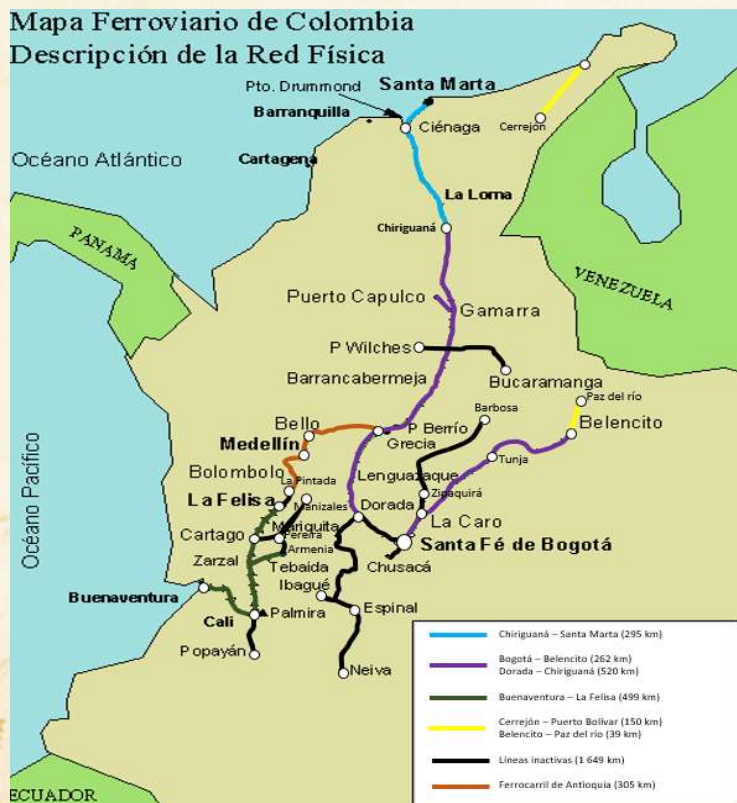 Mapa Ferroviario de Colombia
Descripción de la Red Física
Pto. Drummond
Santa Marta
Barranquilla
Ciénaga
Cerrejón
Océano Atlántico
Cartagena
La Loma
Chiriguaná
PANAMA
VENEZUELA
Puerto Capulco
Gamarra
P Wilches
Barrancabermeja
Bucaramanga
Paz del río
Barbosa
Bello
P Berrío
Belencito
Grecia
Medellín
Tunja
Bolombolo
Lenguazaque
La Pintada
Zipaquirá
La Felisa
Manizales
Dorada
Mariquita
La Caro
Cartago
Pereira
Santa Fé de Bogotá
Armenia
Zarzal
Tebaida
Chusacá
Ibagué
Océano Pacífico
Buenaventura
Espinal
Cali
Palmira
Popayán
Neiva
ECUADOR
Chiriguaná – Santa Marta (295 km)
Bogotá – Belencito (262 km)
Dorada – Chiriguaná (520 km)
Buenaventura – La Felisa (499 km)
Cerrejón – Puerto Bolívar (150 km)
Belencito – Paz del río (39 km)
Líneas inactivas (1 649 km)
Ferrocarril de Antioquia (305 km)